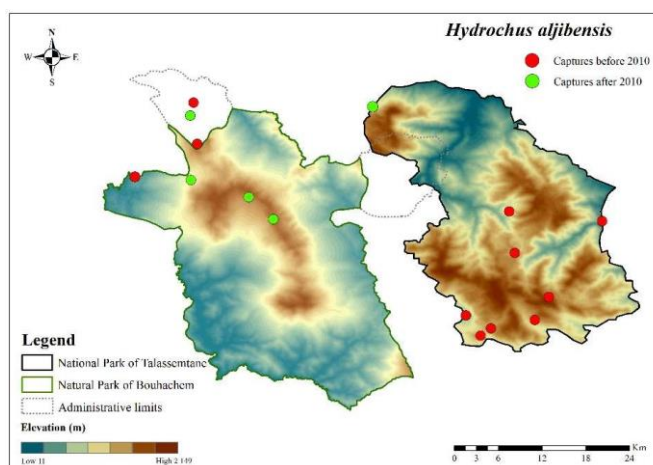 Hydrochus aljibensis
N
W E
S
Captures before 2010
Captures after 2010
Legend
National Park of Talassemtane
Natural Park of Bouhachem
Administrative limits
Elevation (m)
Low 11 High 2 149
Km
0 3 6 12 18 24